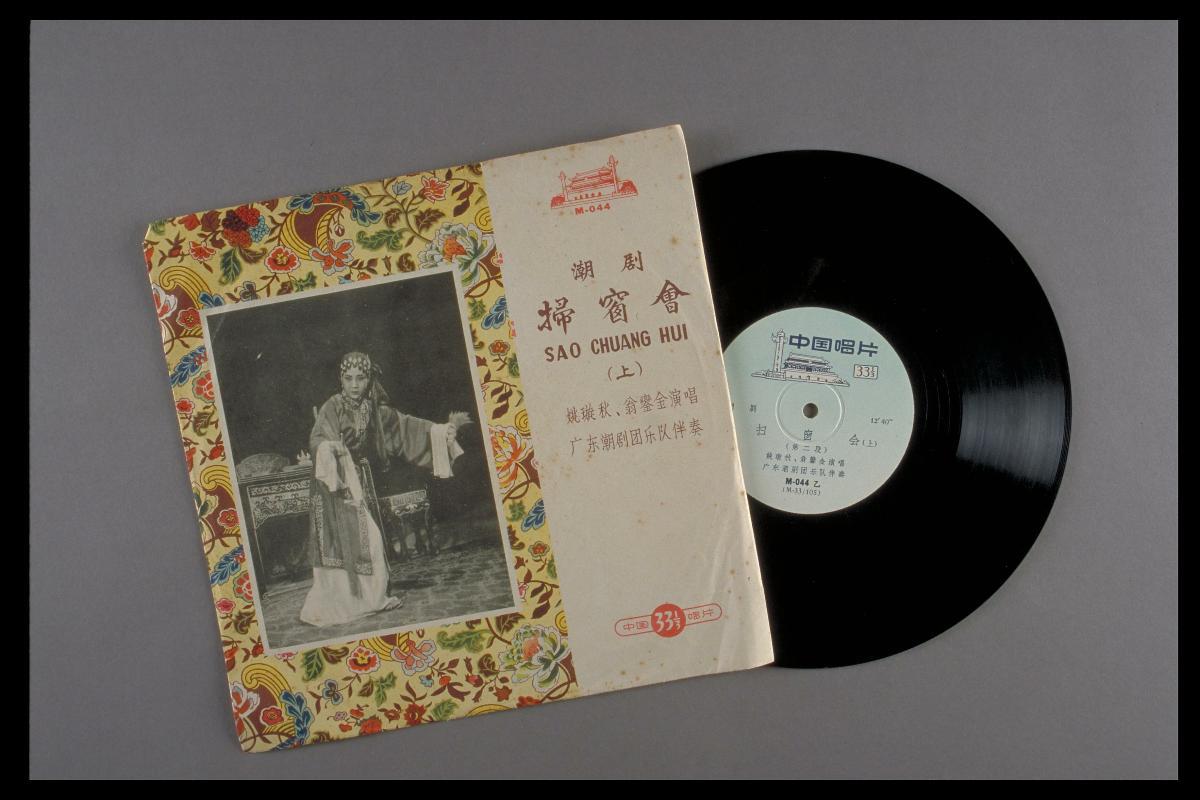 M-044
潮剧
掃窗會
SAO CHUANG HUI
(上)
姚璇秋、翁銮金演唱
广东潮剧团乐队伴奏
中国 33⅓ 唱片
中国唱片
33⅓
剧
12'40"
扫窗会(上)
(第二段)
姚璇秋、翁銮金演唱
广东潮剧团乐队伴奏
M-044 乙
(M-33/105)